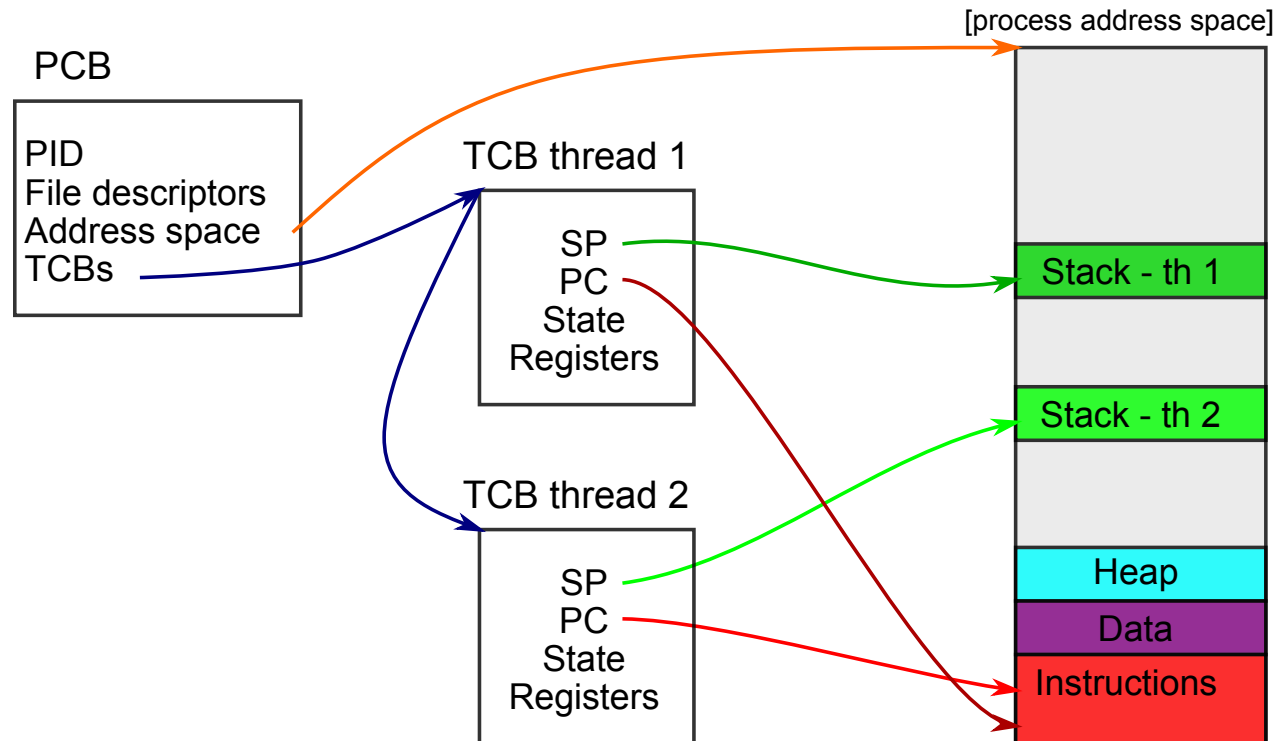 [process address space]
PCB
PID
File descriptors
Address space
TCBs
TCB thread 1
SP
PC
State
Registers
TCB thread 2
SP
PC
State
Registers
Stack - th 1
Stack - th 2
Heap
Data
Instructions